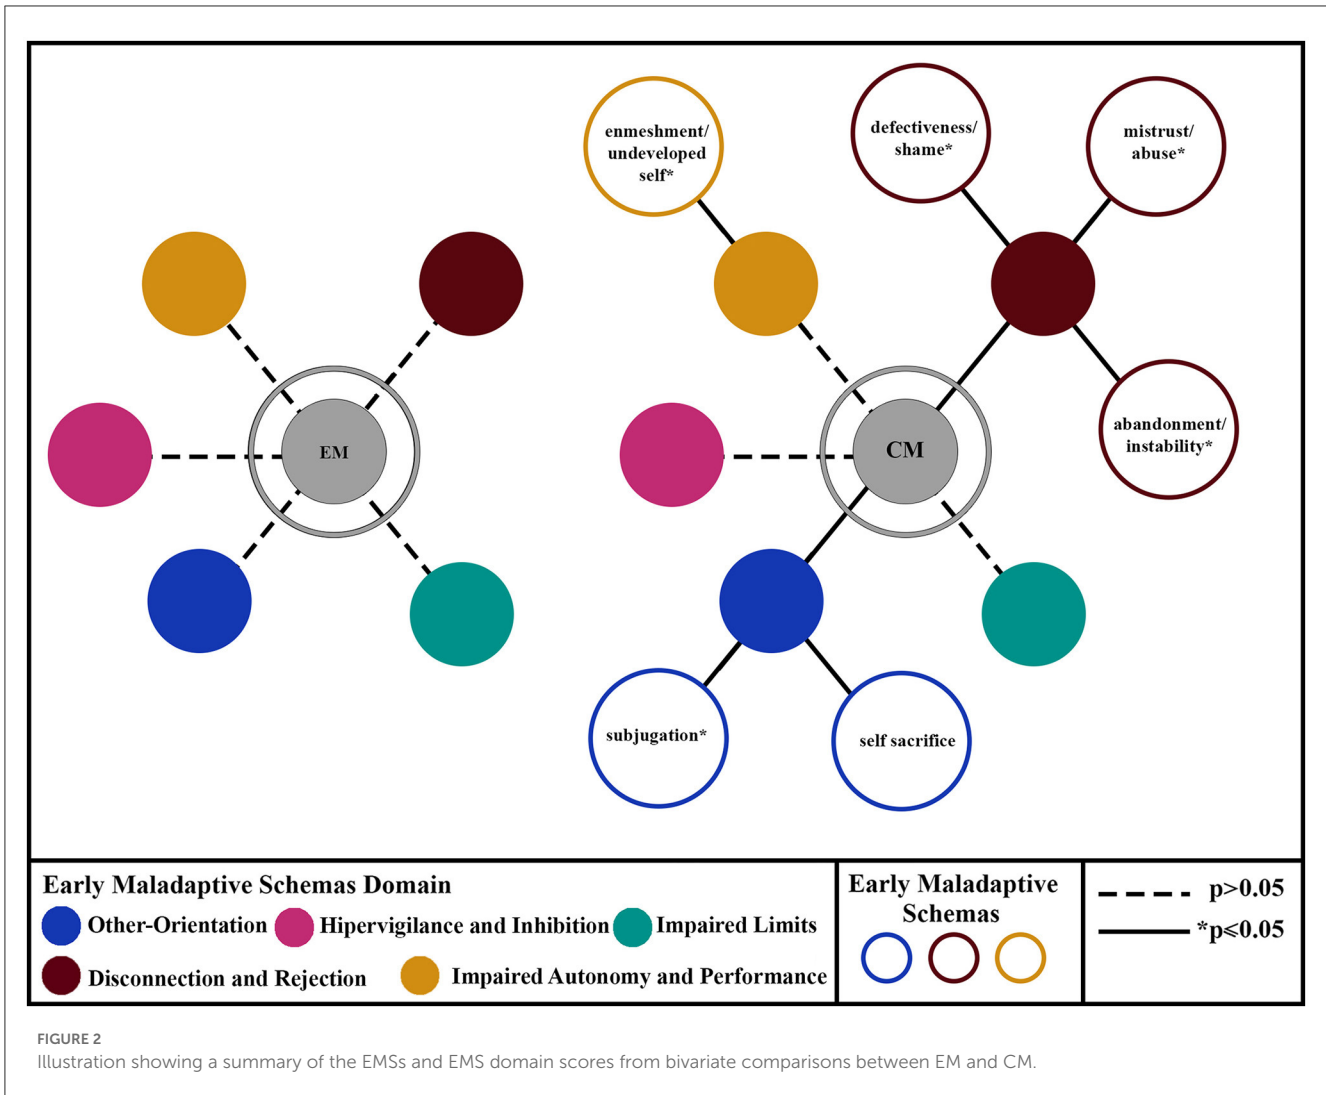 enmeshment/
undeveloped
self*
defectiveness/
shame*
mistrust/
abuse*
EM
CM
abandonment/
instability*
subjugation*
self sacrifice
Early Maladaptive Schemas Domain
Other-Orientation
Hipervigilance and Inhibition
Impaired Limits
Disconnection and Rejection
Impaired Autonomy and Performance
Early Maladaptive
Schemas
p>0.05
*p⩽0.05
FIGURE 2
Illustration showing a summary of the EMSs and EMS domain scores from bivariate comparisons between EM and CM.